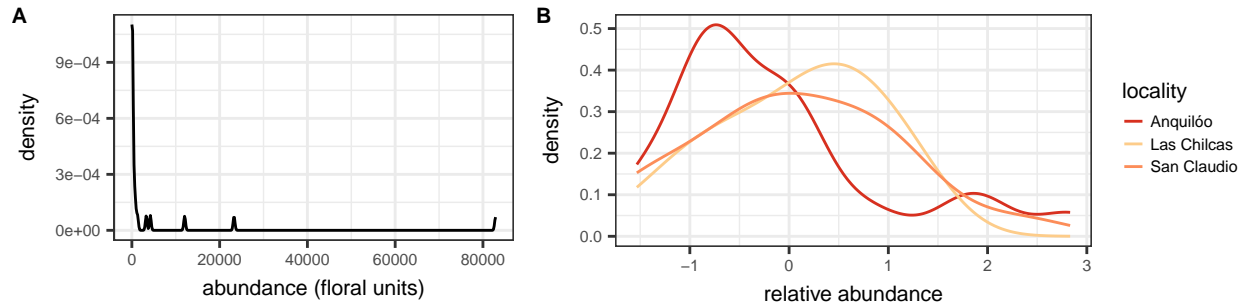 A
9e−04
6e−04
3e−04
0e+00
density
0 20000 40000 60000 80000
abundance (floral units)
B
0.5
0.4
0.3
0.2
0.1
0.0
density
−1 0 1 2 3
relative abundance
locality
Anquilóo
Las Chilcas
San Claudio